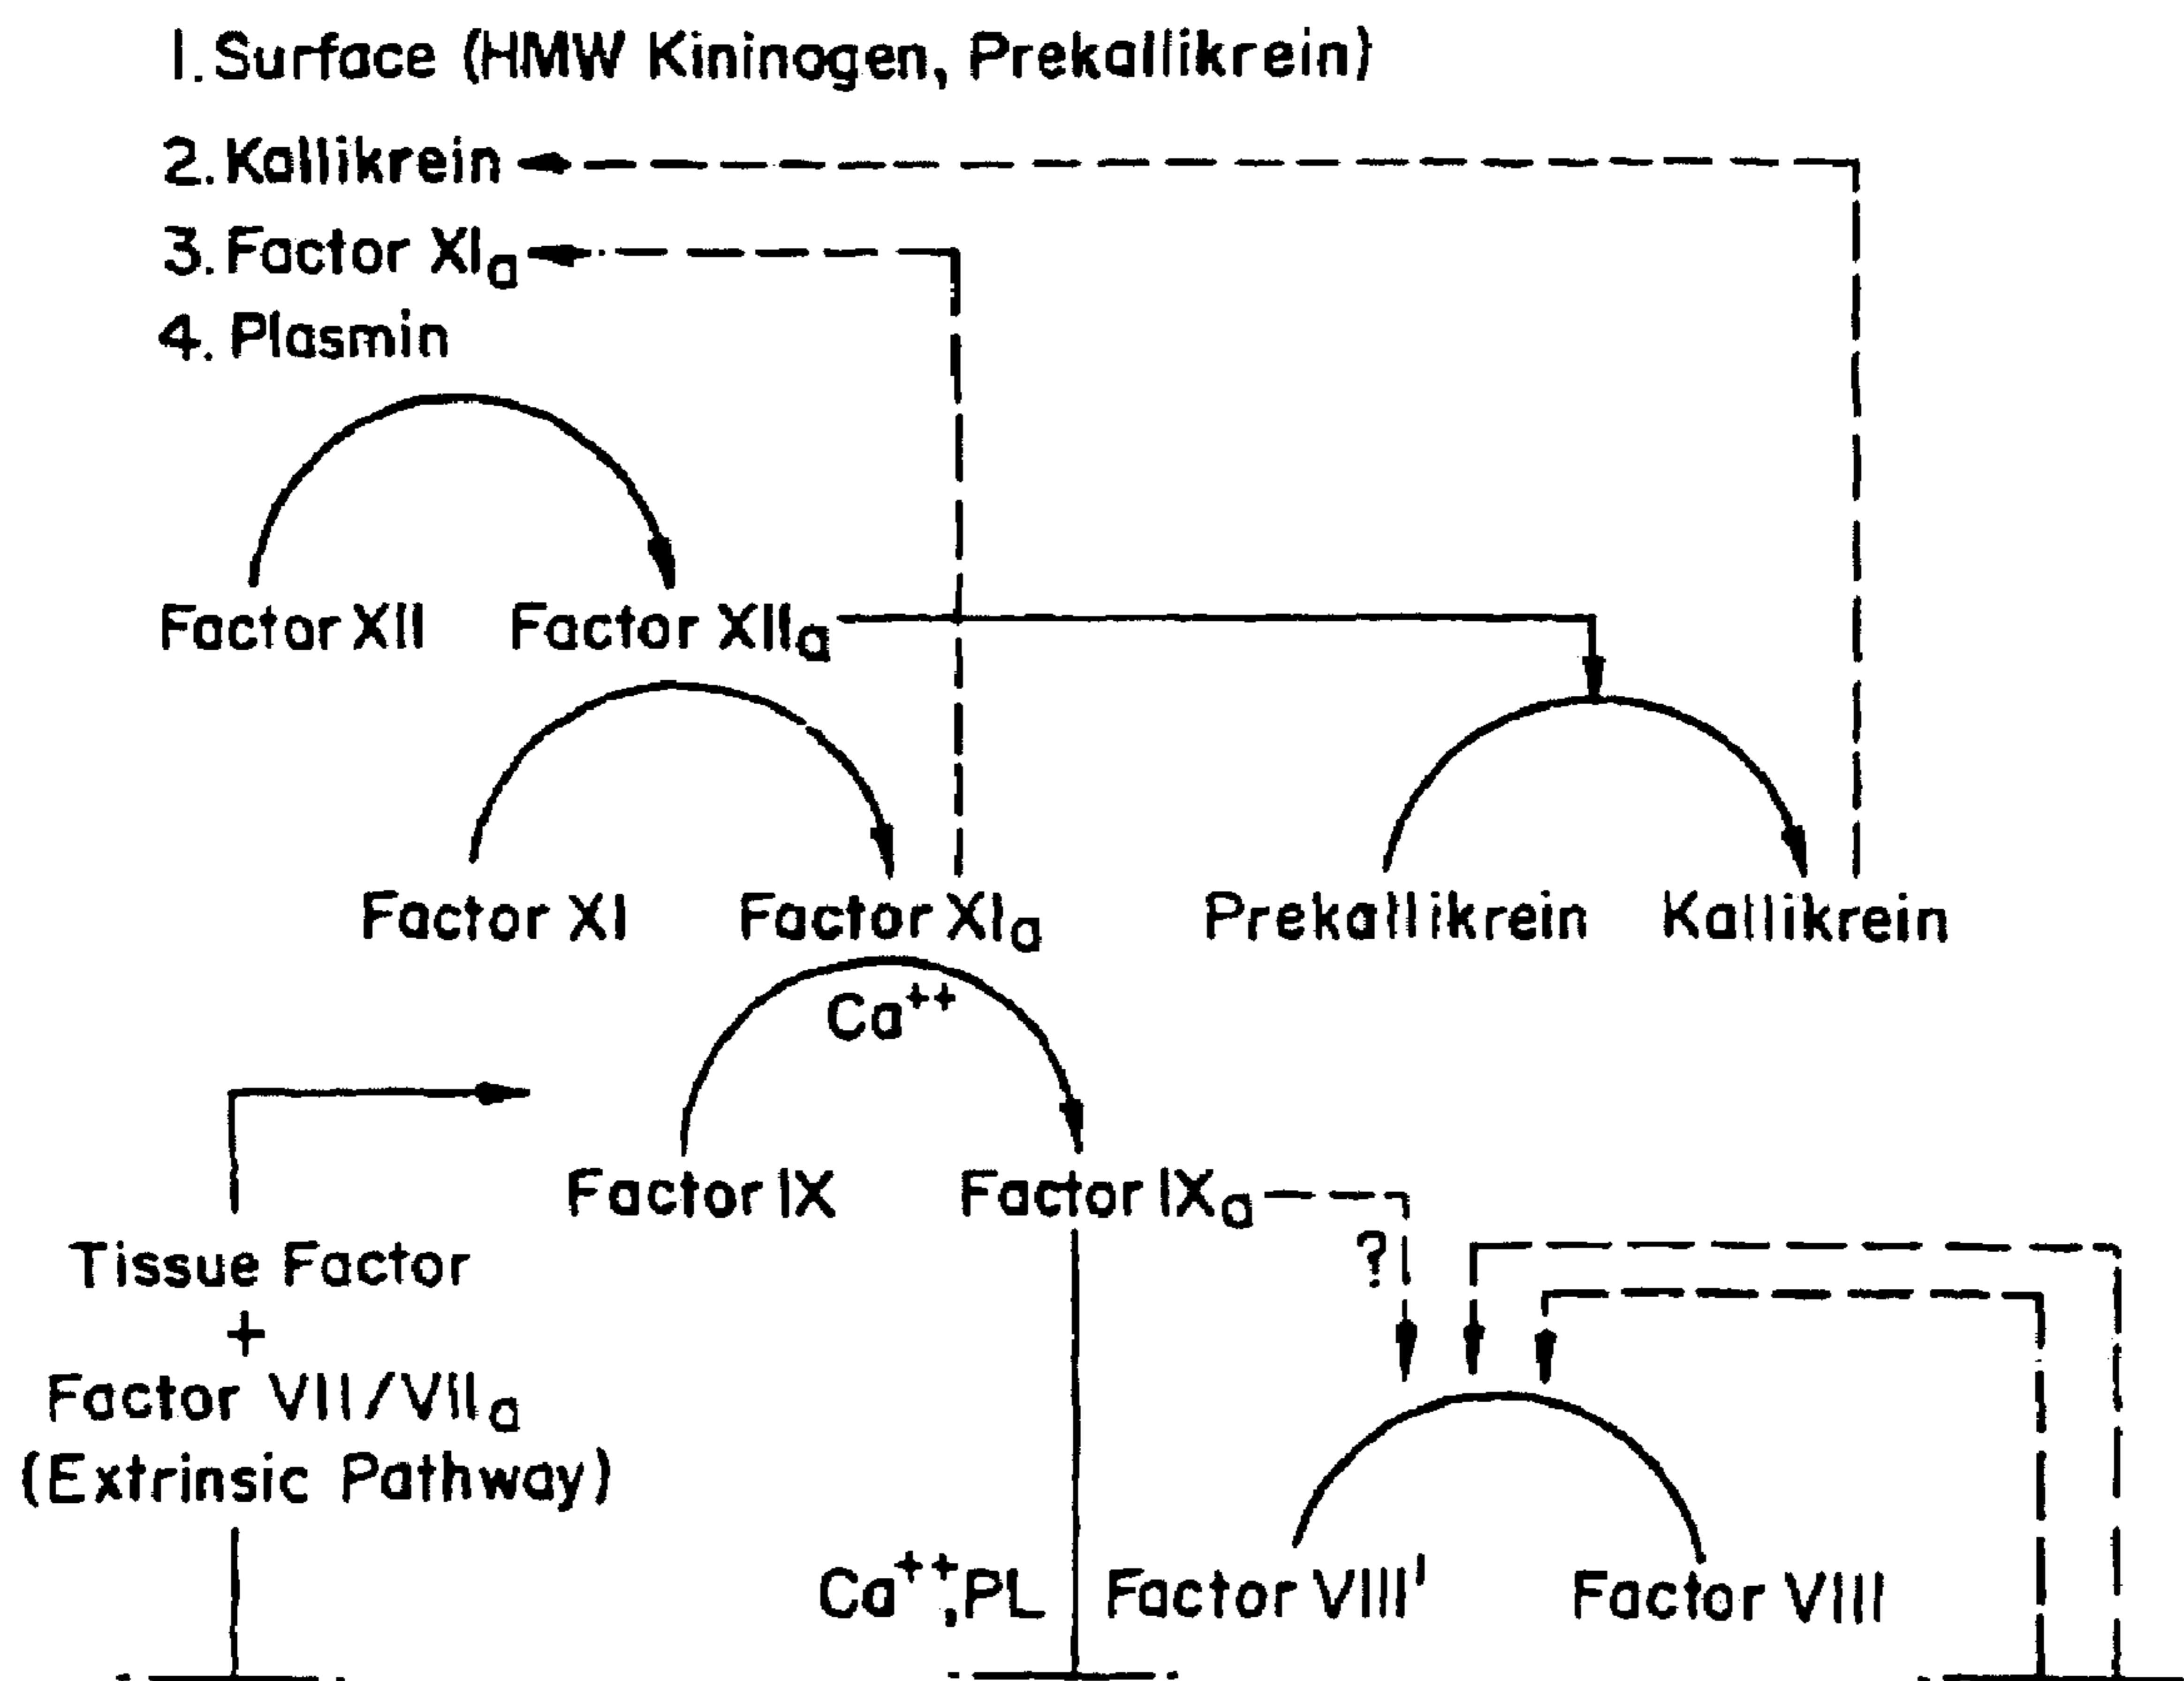 1. Surface (HMW Kininogen, Prekallikrein)
2. Kallikrein
3. Factor XIa
4. Plasmin
Factor XII Factor XIIa
Factor XI Factor XIa Prekallikrein Kallikrein
Ca++
Factor IX Factor IXa
?
Tissue Factor
+
Factor VII/VIIa
(Extrinsic Pathway)
Ca++,PL Factor VIII' Factor VIII